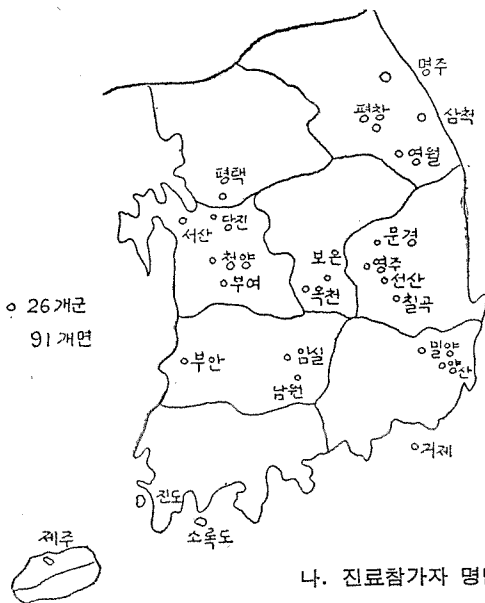 명주
평창
삼척
영월
평택
당진
서산
문경
청양
보은
영주
선산
부여
옥천
칠곡
26개군
91개면
부안
임실
밀양
양산
남원
거제
진도
소록도
제주
나. 진료참가자